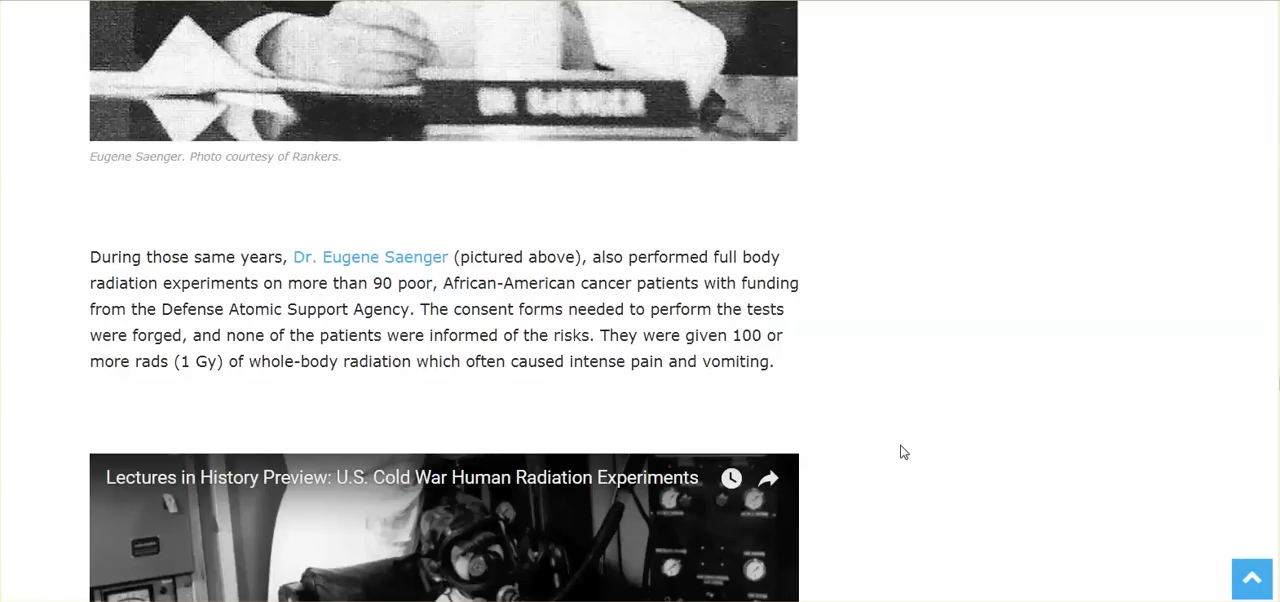 DR SAENGER
Eugene Saenger. Photo courtesy of Rankers.
During those same years, Dr. Eugene Saenger (pictured above), also performed full body
radiation experiments on more than 90 poor, African-American cancer patients with funding
from the Defense Atomic Support Agency. The consent forms needed to perform the tests
were forged, and none of the patients were informed of the risks. They were given 100 or
more rads (1 Gy) of whole-body radiation which often caused intense pain and vomiting.
Lectures in History Preview: U.S. Cold War Human Radiation Experiments